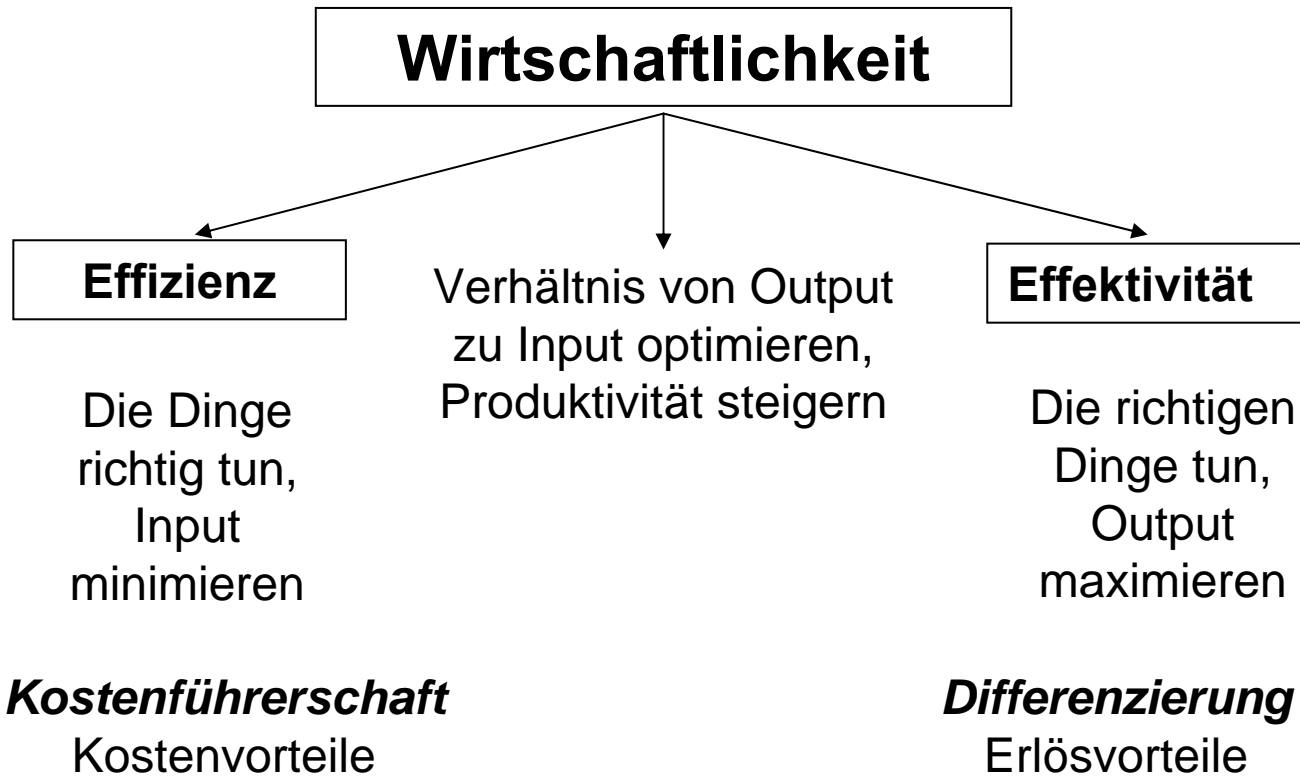 Wirtschaftlichkeit
Effizienz
Die Dinge
richtig tun,
Input
minimieren
Kostenführerschaft
Kostenvorteile
Verhältnis von Output
zu Input optimieren,
Produktivität steigern
Effektivität
Die richtigen
Dinge tun,
Output
maximieren
Differenzierung
Erlösvorteile